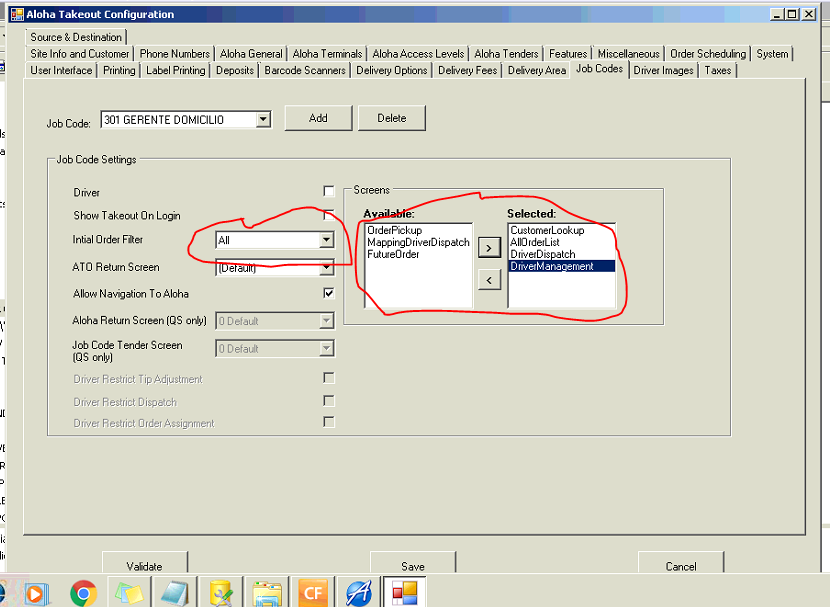 Aloha Takeout Configuration
Source & Destination
Site Info and Customer Phone Numbers Aloha General Aloha Terminals Aloha Access Levels Aloha Tenders Features Miscellaneous Order Scheduling System
User Interface Printing Label Printing Deposits Barcode Scanners Delivery Options Delivery Fees Delivery Area Job Codes Driver Images Taxes
Job Code: 301 GERENTE DOMICILIO Add Delete
Job Code Settings
Driver
Show Takeout On Login
Intial Order Filter All
ATO Return Screen (Default)
Allow Navigation To Aloha
Aloha Return Screen (QS only) 0 Default
Job Code Tender Screen
(QS only) 0 Default
Driver Restrict Tip Adjustment
Driver Restrict Dispatch
Driver Restrict Order Assignment
Screens
Available: Selected:
OrderPickup CustomerLookup
MappingDriverDispatch AllOrderList
FutureOrder DriverDispatch
DriverManagement
>
<
Validate Save Cancel
CF